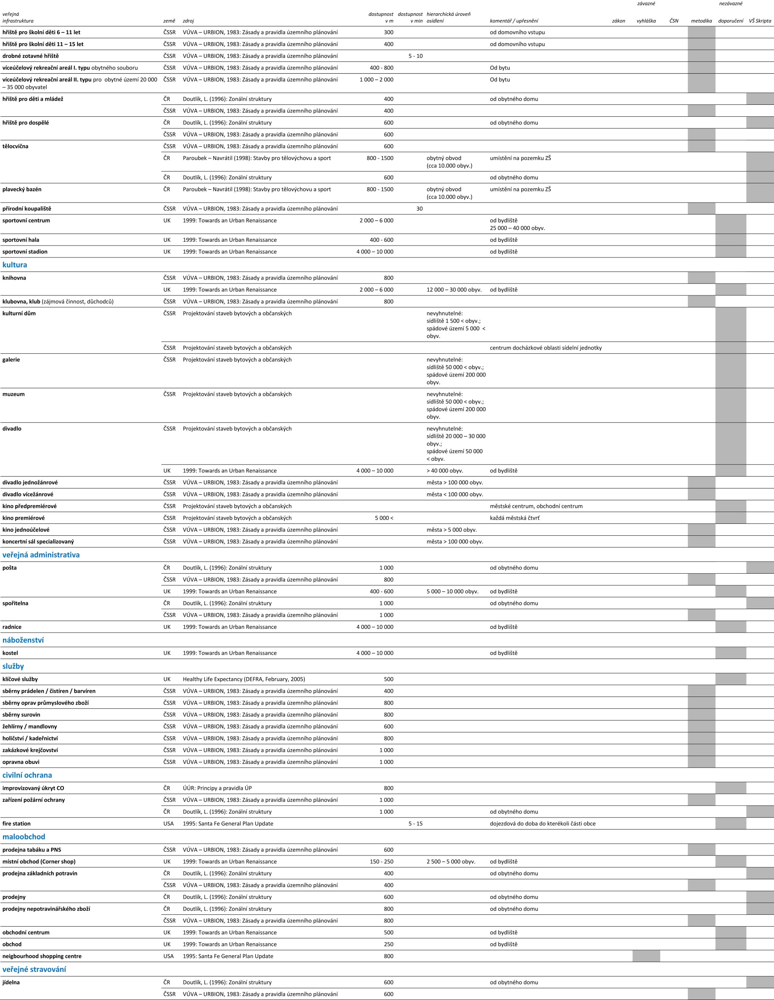 závazné nezávazné
veřejná dostupnost dostupnost hierarchická úroveň
infrastruktura země zdroj v m v min osídlení komentář / upřesnění zákon vyhláška ČSN metodika doporučení VŠ Skripta
hřiště pro školní děti 6 – 11 let ČSSR VÚVA – URBION, 1983: Zásady a pravidla územního plánování 300 od domovního vstupu
hřiště pro školní děti 11 – 15 let ČSSR VÚVA – URBION, 1983: Zásady a pravidla územního plánování 400 od domovního vstupu
drobné zotavné hřiště ČSSR VÚVA – URBION, 1983: Zásady a pravidla územního plánování 5 - 10
víceúčelový rekreační areál I. typu obytného souboru ČSSR VÚVA – URBION, 1983: Zásady a pravidla územního plánování 400 - 800 Od bytu
víceúčelový rekreační areál II. typu pro obytné území 20 000 ČSSR VÚVA – URBION, 1983: Zásady a pravidla územního plánování 1 000 – 2 000 Od bytu
– 35 000 obyvatel
hřiště pro děti a mládež ČR Doutlík, L. (1996): Zonální struktury 400 od obytného domu
ČSSR VÚVA – URBION, 1983: Zásady a pravidla územního plánování 400
hřiště pro dospělé ČR Doutlík, L. (1996): Zonální struktury 600 od obytného domu
ČSSR VÚVA – URBION, 1983: Zásady a pravidla územního plánování 600
tělocvična ČSSR VÚVA – URBION, 1983: Zásady a pravidla územního plánování 600
ČR Paroubek – Navrátil (1998): Stavby pro tělovýchovu a sport 800 - 1500 obytný obvod umístění na pozemku ZŠ
(cca 10.000 obyv.)
ČR Doutlík, L. (1996): Zonální struktury 600 od obytného domu
plavecký bazén ČR Paroubek – Navrátil (1998): Stavby pro tělovýchovu a sport 800 - 1500 obytný obvod umístění na pozemku ZŠ
(cca 10.000 obyv.)
přírodní koupaliště ČSSR VÚVA – URBION, 1983: Zásady a pravidla územního plánování 30
sportovní centrum UK 1999: Towards an Urban Renaissance 2 000 – 6 000 od bydliště
25 000 – 40 000 obyv.
sportovní hala UK 1999: Towards an Urban Renaissance 400 - 600 od bydliště
sportovní stadion UK 1999: Towards an Urban Renaissance 4 000 – 10 000 od bydliště
kultura
knihovna ČSSR VÚVA – URBION, 1983: Zásady a pravidla územního plánování 800
UK 1999: Towards an Urban Renaissance 2 000 – 6 000 12 000 – 30 000 obyv. od bydliště
klubovna, klub (zájmová činnost, důchodců) ČSSR VÚVA – URBION, 1983: Zásady a pravidla územního plánování 800
kulturní dům ČSSR Projektování staveb bytových a občanských nevyhnutelné:
sídliště 1 500 < obyv.;
spádové území 5 000 <
obyv.
ČSSR Projektování staveb bytových a občanských centrum docházkové oblasti sídelní jednotky
galerie ČSSR Projektování staveb bytových a občanských nevyhnutelné:
sídliště 50 000 < obyv.;
spádové území 200 000
obyv.
muzeum ČSSR Projektování staveb bytových a občanských nevyhnutelné:
sídliště 50 000 < obyv.;
spádové území 200 000
obyv.
divadlo ČSSR Projektování staveb bytových a občanských nevyhnutelné:
sídliště 20 000 – 30 000
obyv.;
spádové území 50 000
< obyv.
UK 1999: Towards an Urban Renaissance 4 000 – 10 000 > 40 000 obyv. od bydliště
divadlo jednožánrové ČSSR VÚVA – URBION, 1983: Zásady a pravidla územního plánování města > 100 000 obyv.
divadlo vícežánrové ČSSR VÚVA – URBION, 1983: Zásady a pravidla územního plánování města < 100 000 obyv.
kino předpremiérové ČSSR Projektování staveb bytových a občanských městské centrum, obchodní centrum
kino premiérové ČSSR Projektování staveb bytových a občanských 5 000 < každá městská čtvrť
kino jednoúčelové ČSSR VÚVA – URBION, 1983: Zásady a pravidla územního plánování města > 5 000 obyv.
koncertní sál specializovaný ČSSR VÚVA – URBION, 1983: Zásady a pravidla územního plánování města > 100 000 obyv.
veřejná administrativa
pošta ČR Doutlík, L. (1996): Zonální struktury 1 000 od obytného domu
ČSSR VÚVA – URBION, 1983: Zásady a pravidla územního plánování 800
UK 1999: Towards an Urban Renaissance 400 - 600 5 000 – 10 000 obyv. od bydliště
spořitelna ČR Doutlík, L. (1996): Zonální struktury 1 000 od obytného domu
ČSSR VÚVA – URBION, 1983: Zásady a pravidla územního plánování 1 000
radnice UK 1999: Towards an Urban Renaissance 4 000 – 10 000 od bydliště
náboženství
kostel UK 1999: Towards an Urban Renaissance 4 000 – 10 000 od bydliště
služby
klíčové služby UK Healthy Life Expectancy (DEFRA, February, 2005) 500
sběrny prádelen / čistíren / barvíren ČSSR VÚVA – URBION, 1983: Zásady a pravidla územního plánování 400
sběrny oprav průmyslového zboží ČSSR VÚVA – URBION, 1983: Zásady a pravidla územního plánování 800
sběrny surovin ČSSR VÚVA – URBION, 1983: Zásady a pravidla územního plánování 800
žehlírny / mandlovny ČSSR VÚVA – URBION, 1983: Zásady a pravidla územního plánování 600
holičství / kadeřnictví ČSSR VÚVA – URBION, 1983: Zásady a pravidla územního plánování 800
zakázkové krejčovství ČSSR VÚVA – URBION, 1983: Zásady a pravidla územního plánování 1 000
opravna obuvi ČSSR VÚVA – URBION, 1983: Zásady a pravidla územního plánování 1 000
civilní ochrana
improvizovaný úkryt CO ČR ÚÚR: Principy a pravidla ÚP 800
zařízení požární ochrany ČSSR VÚVA – URBION, 1983: Zásady a pravidla územního plánování 1 000
ČR Doutlík, L. (1996): Zonální struktury 1 000 od obytného domu
fire station USA 1995: Santa Fe General Plan Update 5 - 15 dojezdová do doba do kterékoli části obce
maloobchod
prodejna tabáku a PNS ČSSR VÚVA – URBION, 1983: Zásady a pravidla územního plánování 600
místní obchod (Corner shop) UK 1999: Towards an Urban Renaissance 150 - 250 2 500 – 5 000 obyv. od bydliště
prodejna základních potravin ČR Doutlík, L. (1996): Zonální struktury 400 od obytného domu
ČSSR VÚVA – URBION, 1983: Zásady a pravidla územního plánování 400
prodejny ČR Doutlík, L. (1996): Zonální struktury 600 od obytného domu
prodejny nepotravinářského zboží ČR Doutlík, L. (1996): Zonální struktury 800 od obytného domu
ČSSR VÚVA – URBION, 1983: Zásady a pravidla územního plánování 800
obchodní centrum UK 1999: Towards an Urban Renaissance 500 od bydliště
obchod UK 1999: Towards an Urban Renaissance 250 od bydliště
neigbourhood shopping centre USA 1995: Santa Fe General Plan Update 800
veřejné stravování
jídelna ČR Doutlík, L. (1996): Zonální struktury 600 od obytného domu
ČSSR VÚVA – URBION, 1983: Zásady a pravidla územního plánování 600